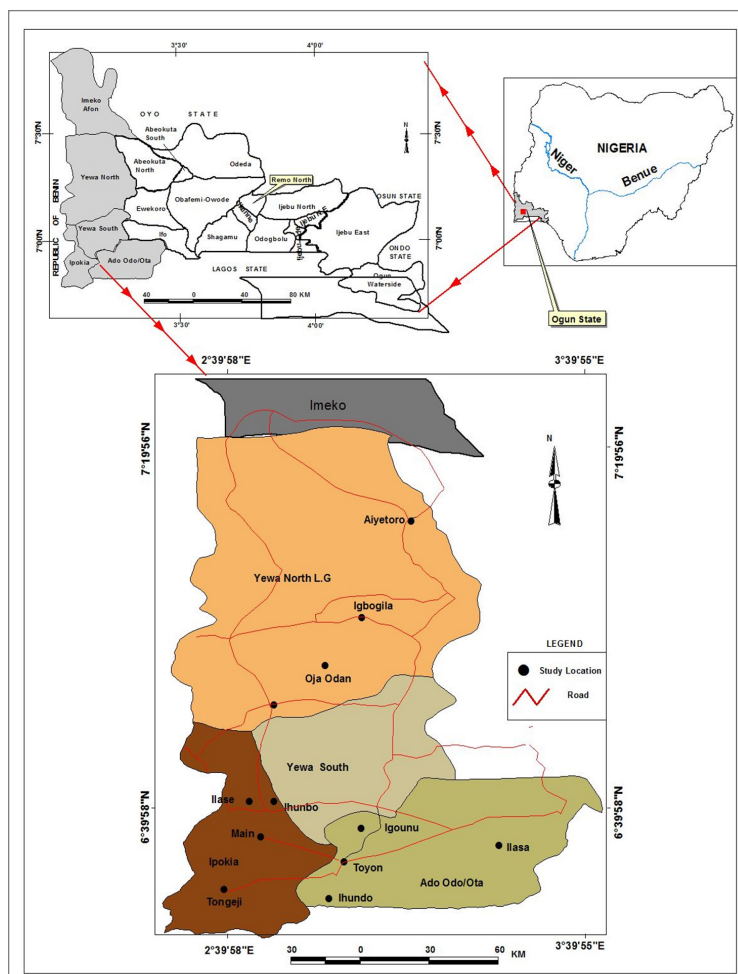 3°30'
4°00'
Imeko
Afon
OYO STATE
Abeokuta
South
N
7°30'N
7°30'N
Abeokuta
North
Odeda
Yewa North
Remo North
REPUBLIC OF BENIN
Obafemi-Owode
Ewekoro
Ikenne
Ijebu North
Ijebu N.E
OSUN STATE
Yewa South
Ifo
Shagamu
Odogbolu
Ijebu East
7°00'N
7°00'N
Ipokia
Ado Odo/Ota
ONDO
STATE
LAGOS STATE
Ogun
Waterside
40 0 40 80 KM
3°30'
4°00'
NIGERIA
Niger
Benue
Ogun State
2°39'58"E
3°39'55"E
Imeko
7°19'56"N
7°19'56"N
N
Aiyetoro
Yewa North L.G
Igbogila
Oja Odan
LEGEND
Study Location
Road
Yewa South
6°39'58"N
6°39'58"N
Ilase
Ihunbo
Igounu
Main
Ilasa
Ipokia
Toyon
Ado Odo/Ota
Tongeji
Ihundo
2°39'58"E
3°39'55"E
30 0 30 60
KM